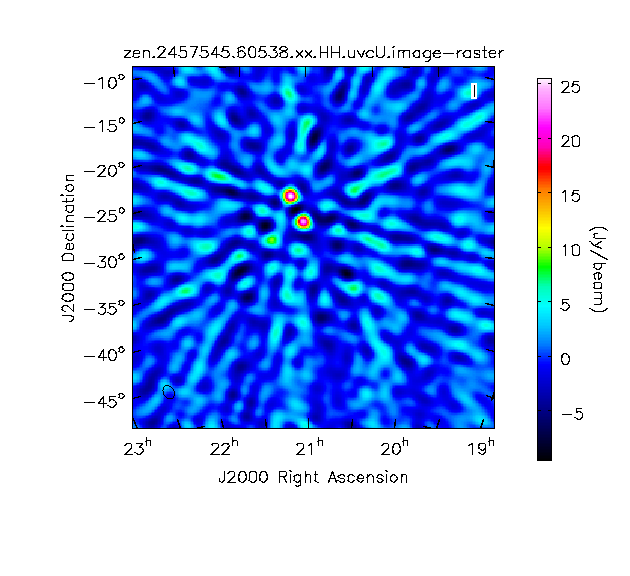 zen.2457545.60538.xx.HH.uvcU.image-raster
I
−10°
−15°
−20°
−25°
−30°
−35°
−40°
−45°
J2000 Declination
23h 22h 21h 20h 19h
J2000 Right Ascension
25
20
15
10
5
0
−5
(Jy/beam)